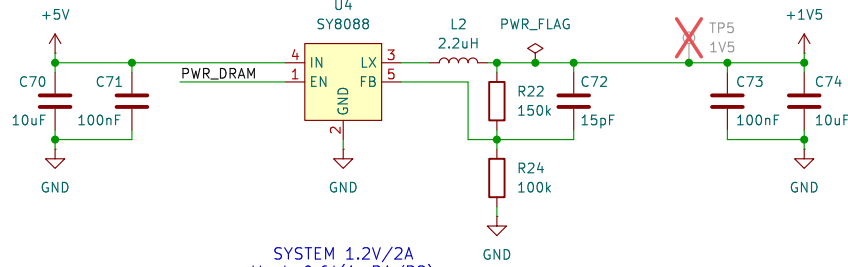 U4
SY8088
+5V
L2
2.2uH
PWR_FLAG
TP5
1V5
+1V5
4
IN
LX
3
PWR_DRAM
1
EN
FB
5
GND
2
C70
10uF
C71
100nF
R22
150k
C72
15pF
C73
100nF
C74
10uF
R24
100k
GND
GND
GND
GND
SYSTEM 1.2V/2A